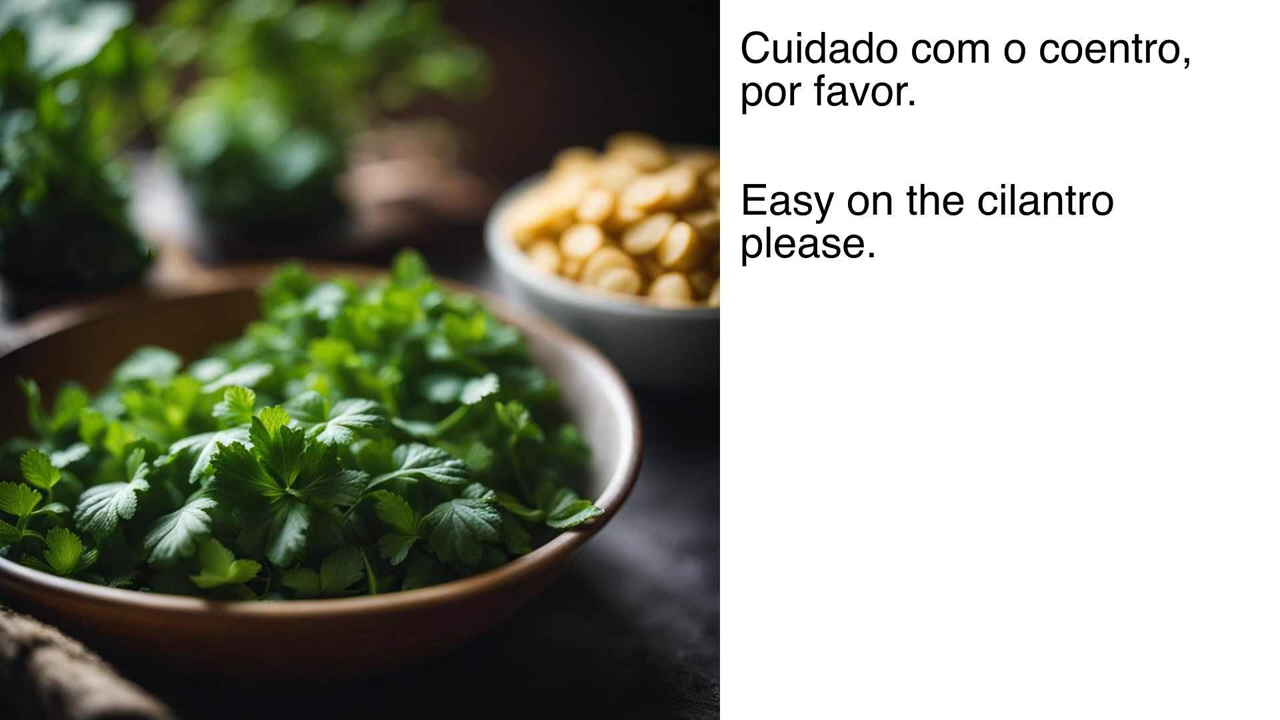 Cuidado com o coentro,
por favor.
Easy on the cilantro
please.